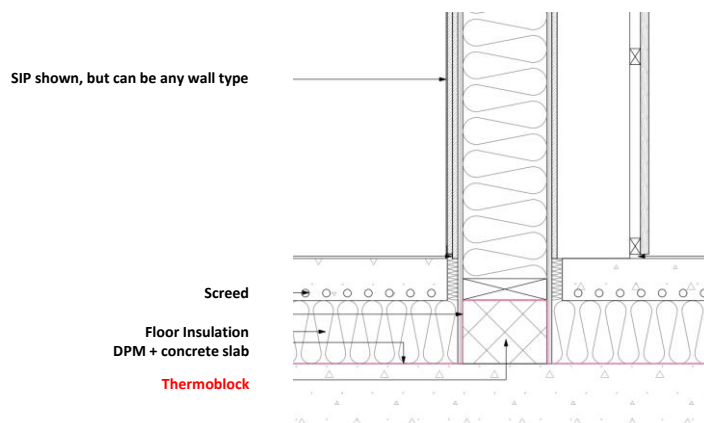 SIP shown, but can be any wall type
Screed
Floor Insulation
DPM + concrete slab
Thermoblock